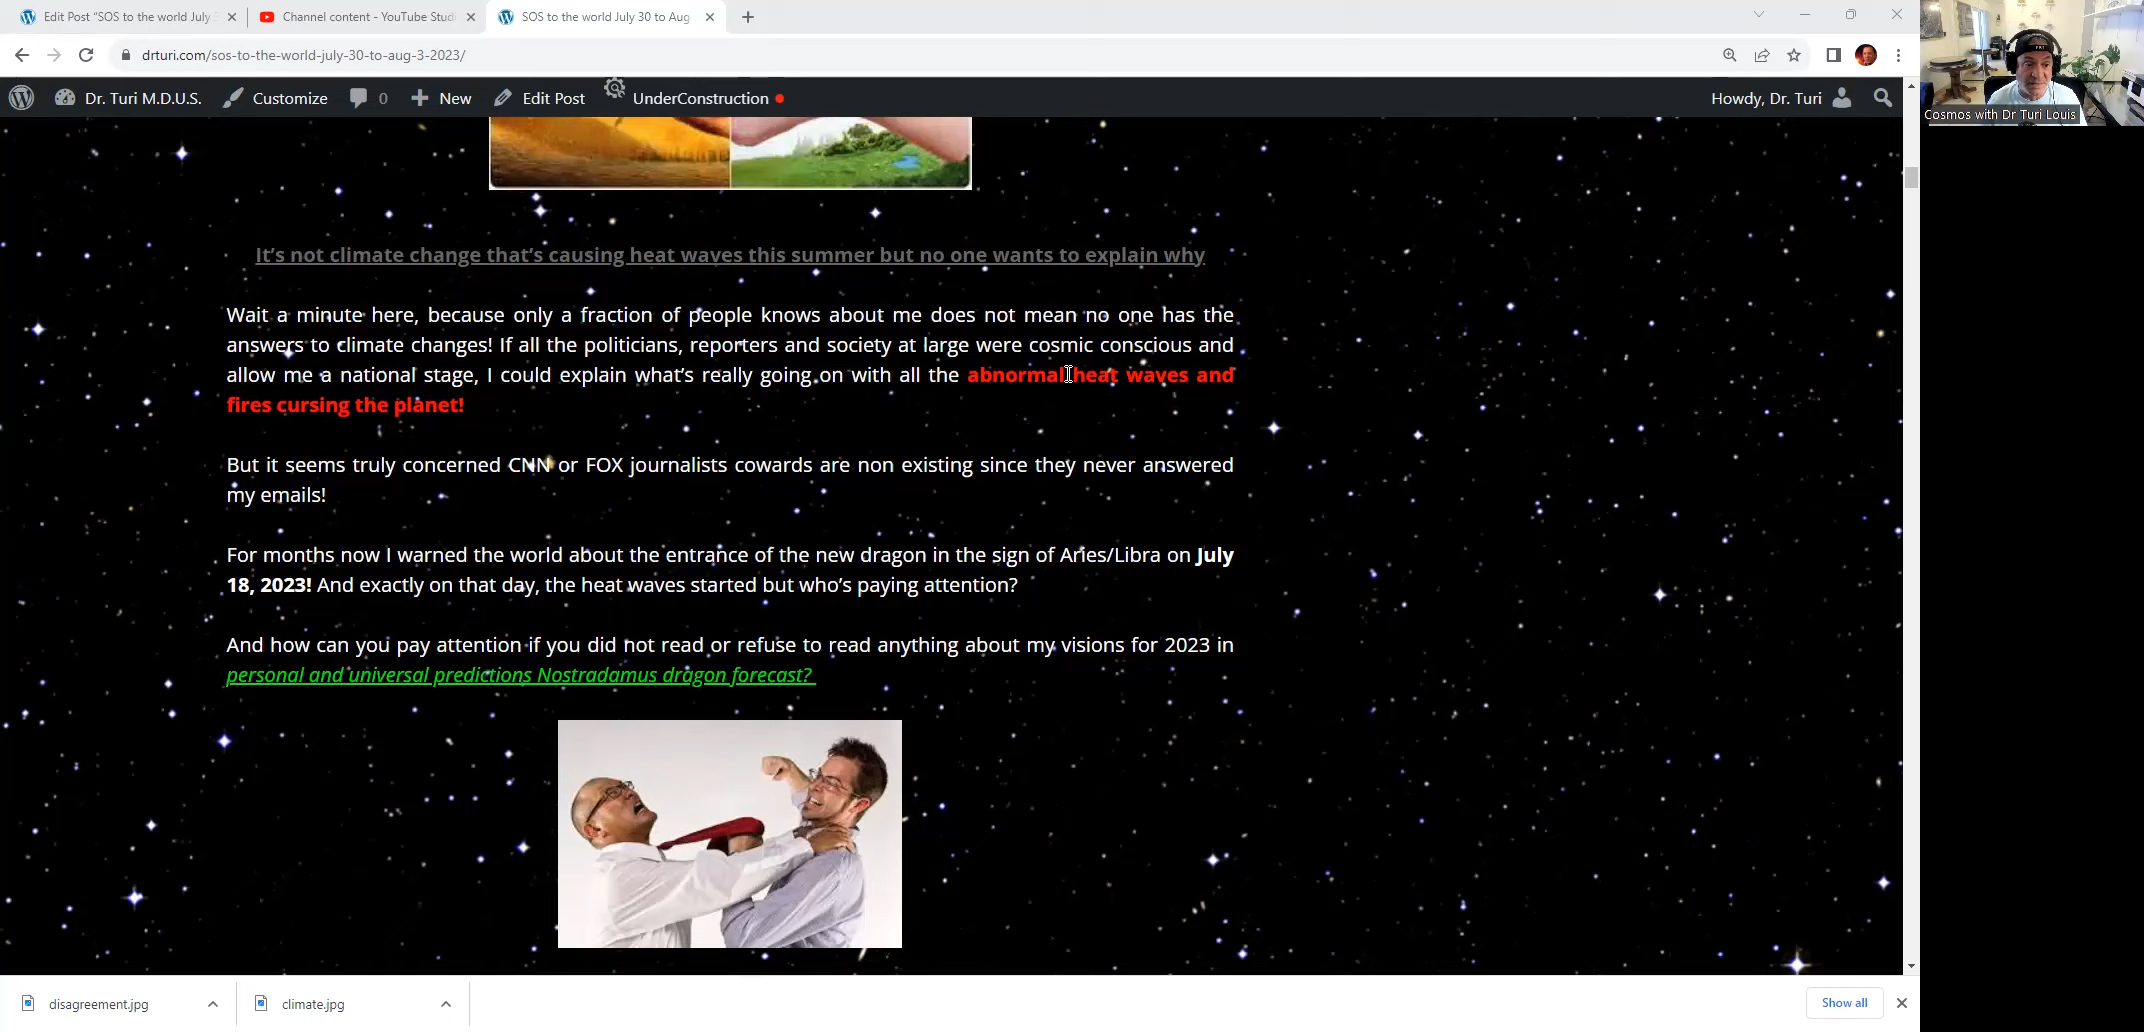 Edit Post "SOS to the world July
Channel content - YouTube Studi
SOS to the world July 30 to Aug
drturi.com/sos-to-the-world-july-30-to-aug-3-2023/
Dr. Turi M.D.U.S.
Customize
0
New
Edit Post
UnderConstruction
Howdy, Dr. Turi
Cosmos with Dr Turi Louis
It's not climate change that's causing heat waves this summer but no one wants to explain why
Wait a minute here, because only a fraction of people knows about me does not mean no one has the
answers to climate changes! If all the politicians, reporters and society at large were cosmic conscious and
allow me a national stage, I could explain what's really going on with all the abnormal heat waves and
fires cursing the planet!
But it seems truly concerned CNN or FOX journalists cowards are non existing since they never answered
my emails!
For months now I warned the world about the entrance of the new dragon in the sign of Aries/Libra on July
18, 2023! And exactly on that day, the heat waves started but who's paying attention?
And how can you pay attention if you did not read or refuse to read anything about my visions for 2023 in
personal and universal predictions Nostradamus dragon forecast?
disagreement.jpg
climate.jpg
Show all